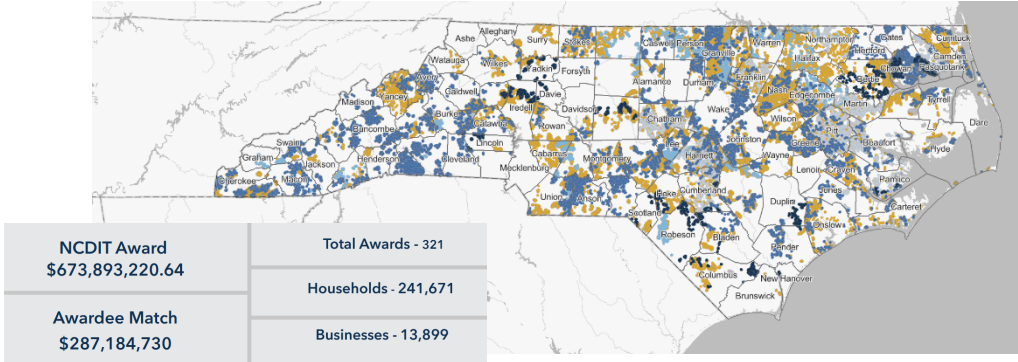 Ashe
Alleghany
Surry
Stokes
Caswell
Person
Granville
Warren
Northampton
Gates
Currituck
Camden
Pasquotank
Hertford
Halifax
Chowan
Bertie
Watauga
Wilkes
Yadkin
Forsyth
Alamance
Durham
Franklin
Nash
Edgecombe
Martin
Tyrrell
Dare
Avery
Caldwell
Yancey
Madison
Iredell
Davie
Davidson
Wake
Wilson
Chatham
Pitt
Beaufort
Hyde
Buncombe
Burke
Catawba
Rowan
Lee
Johnston
Greene
Swain
Lincoln
Graham
Jackson
Henderson
Cleveland
Cabarrus
Montgomery
Harnett
Wayne
Lenoir
Craven
Cherokee
Macon
Mecklenburg
Pamlico
Union
Anson
Hoke
Cumberland
Jones
Duplin
Carteret
Scotland
Robeson
Bladen
Onslow
Pender
Columbus
New Hanover
Brunswick
NCDIT Award
$673,893,220.64
Awardee Match
$287,184,730
Total Awards - 321
Households - 241,671
Businesses - 13,899